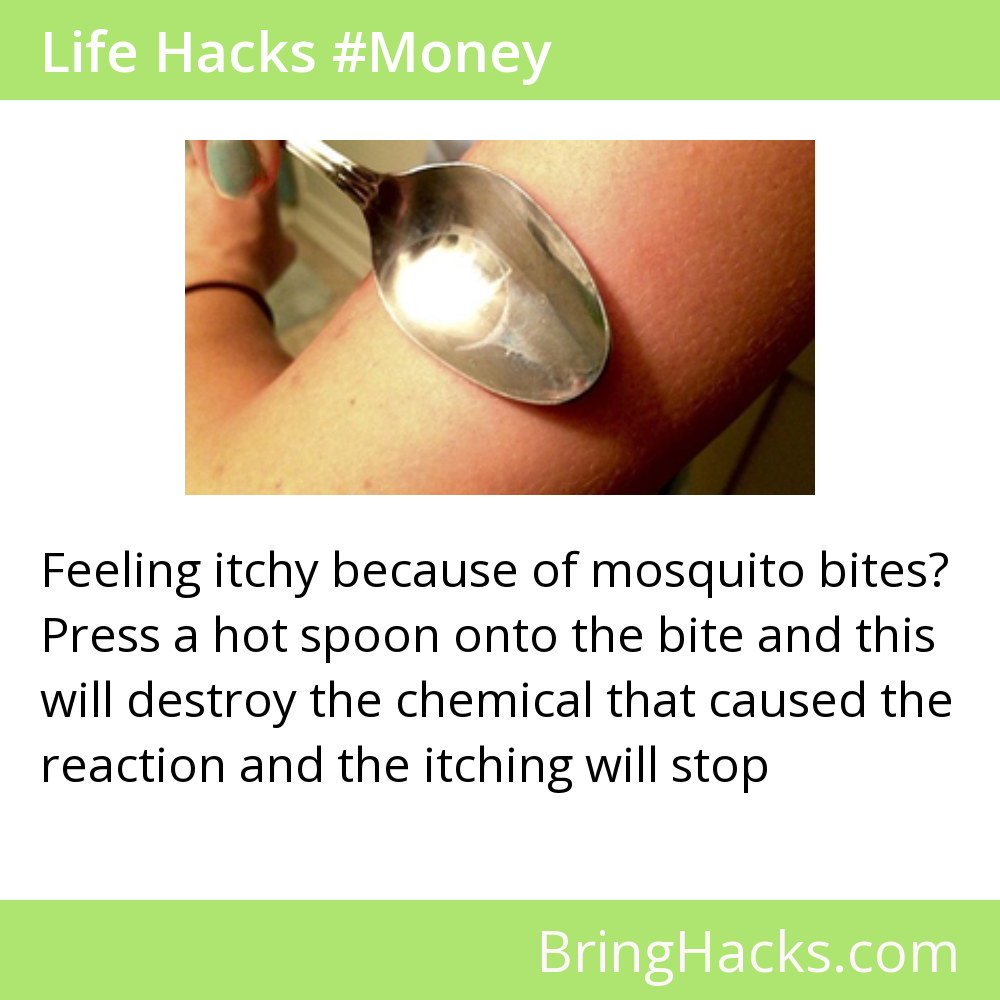 Life Hacks #Money
Feeling itchy because of mosquito bites?
Press a hot spoon onto the bite and this
will destroy the chemical that caused the
reaction and the itching will stop
BringHacks.com